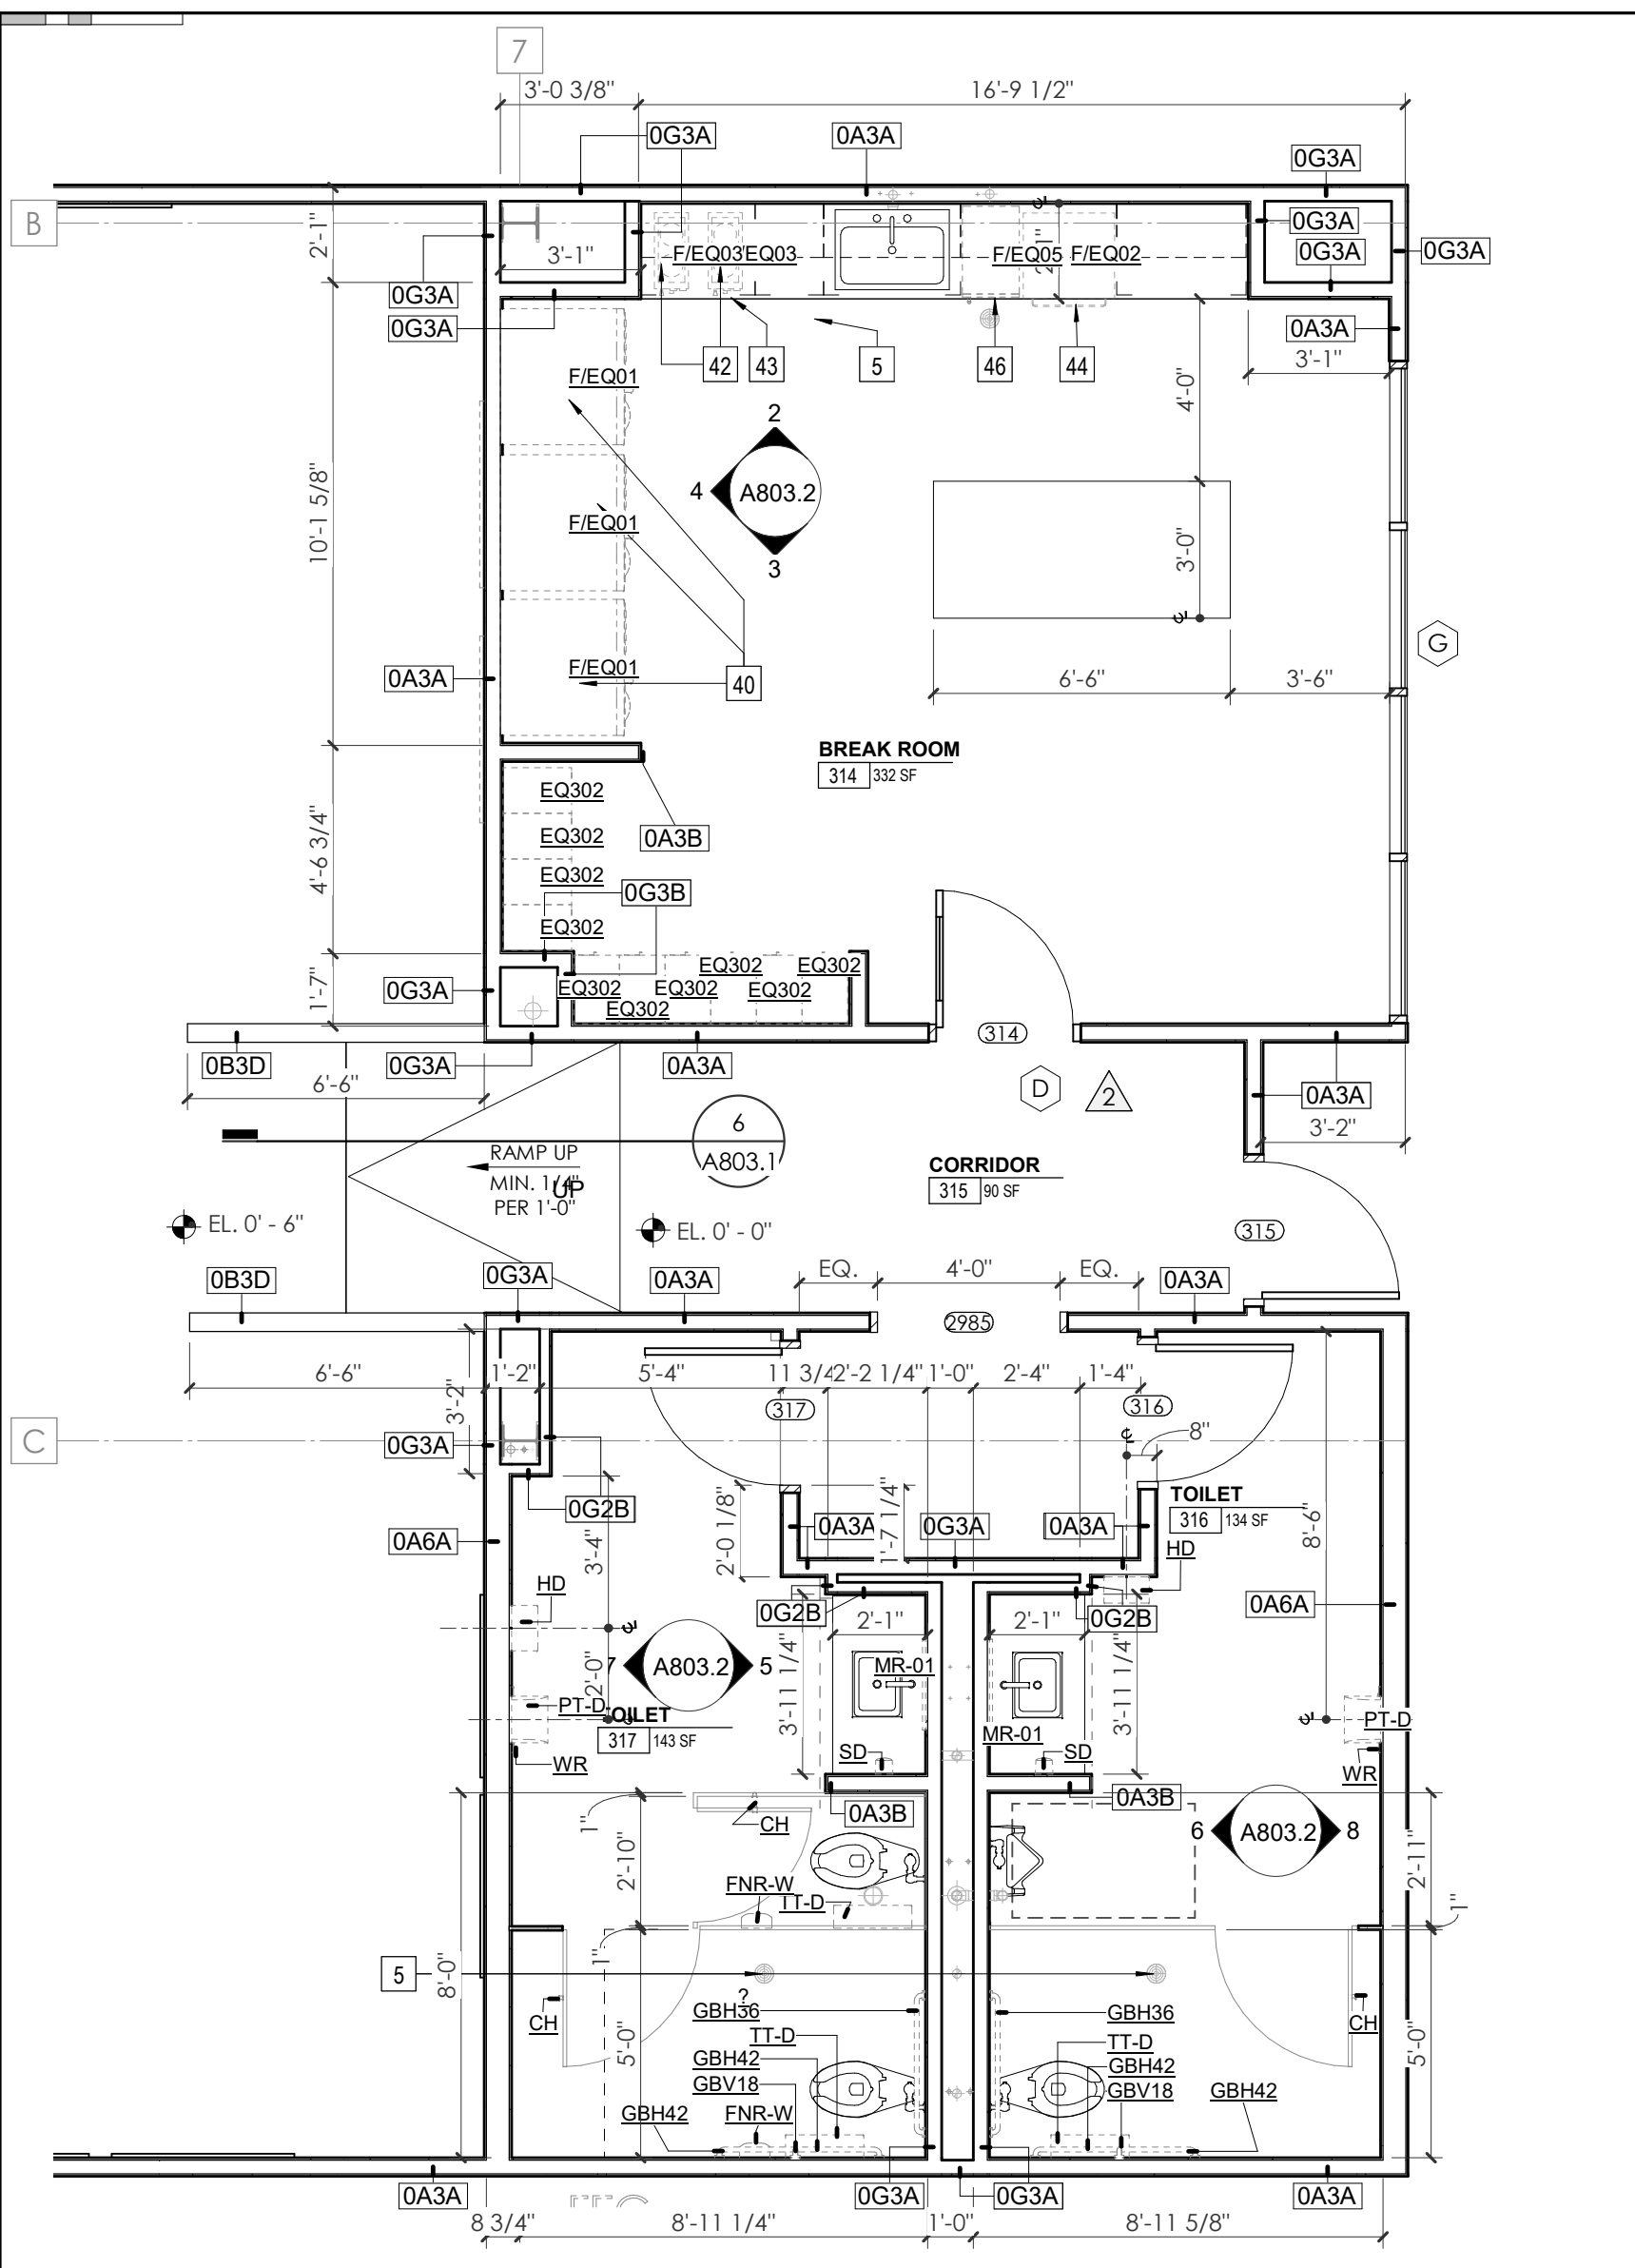 7
3'-0 3/8"
16'-9 1/2"
0G3A
0A3A
0G3A
B
2'-1"
3'-1"
F/EQ03
EQ03
F/EQ05
F/EQ02
0G3A
0G3A
0G3A
0G3A
0G3A
42
43
5
46
44
0A3A
3'-1"
F/EQ01
4'-0"
2
4
A803.2
3
10'-1 5/8"
F/EQ01
3'-0"
G
0A3A
F/EQ01
40
6'-6"
3'-6"
BREAK ROOM
314
332 SF
EQ302
EQ302
0A3B
4'-6 3/4"
EQ302
0G3B
EQ302
EQ302
EQ302
1'-7"
0G3A
EQ302
EQ302
EQ302
EQ302
314
0B3D
0G3A
0A3A
6'-6"
D
2
0A3A
3'-2"
6
A803.1
RAMP UP
MIN. 1/4"
UP
PER 1'-0"
CORRIDOR
315
90 SF
EL. 0' - 6"
EL. 0' - 0"
315
0B3D
0G3A
0A3A
EQ.
4'-0"
EQ.
0A3A
2985
6'-6"
1'-2"
5'-4"
11 3/4
2'-2 1/4"
1'-0"
2'-4"
1'-4"
3'-2"
317
316
C
0G3A
8"
0G2B
TOILET
316
134 SF
0A6A
3'-4"
2'-0 1/8"
0A3A
1'-7 1/4"
0G3A
0A3A
8'-6"
HD
HD
0G2B
0G2B
0A6A
2'-1"
2'-1"
7
A803.2
5
2'-0"
3'-11 1/4"
MR-01
3'-11 1/4"
PT-D
OILET
317
143 SF
MR-01
PT-D
WR
SD
SD
WR
1"
CH
0A3B
0A3B
6
A803.2
8
2'-10"
2'-11"
FNR-W
TT-D
1"
1"
5
8'-0"
?
CH
GBH36
GBH36
CH
5'-0"
TT-D
TT-D
5'-0"
GBH42
GBH42
GBV18
GBV18
GBH42
GBH42
FNR-W
0A3A
0G3A
0G3A
0A3A
8 3/4"
8'-11 1/4"
1'-0"
8'-11 5/8"